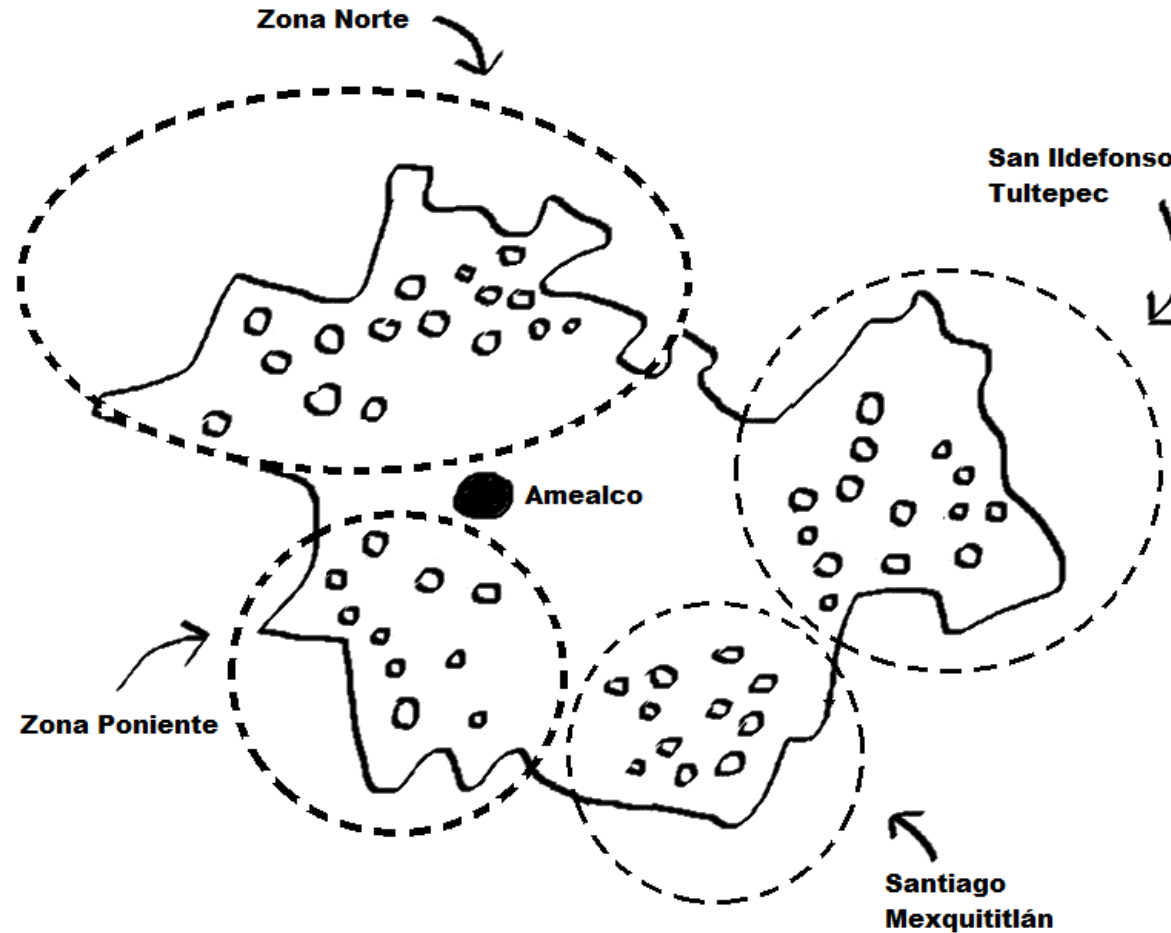 Zona Norte
San Ildefonso
Tultepec
Amealco
Zona Poniente
Santiago
Mexquititlán